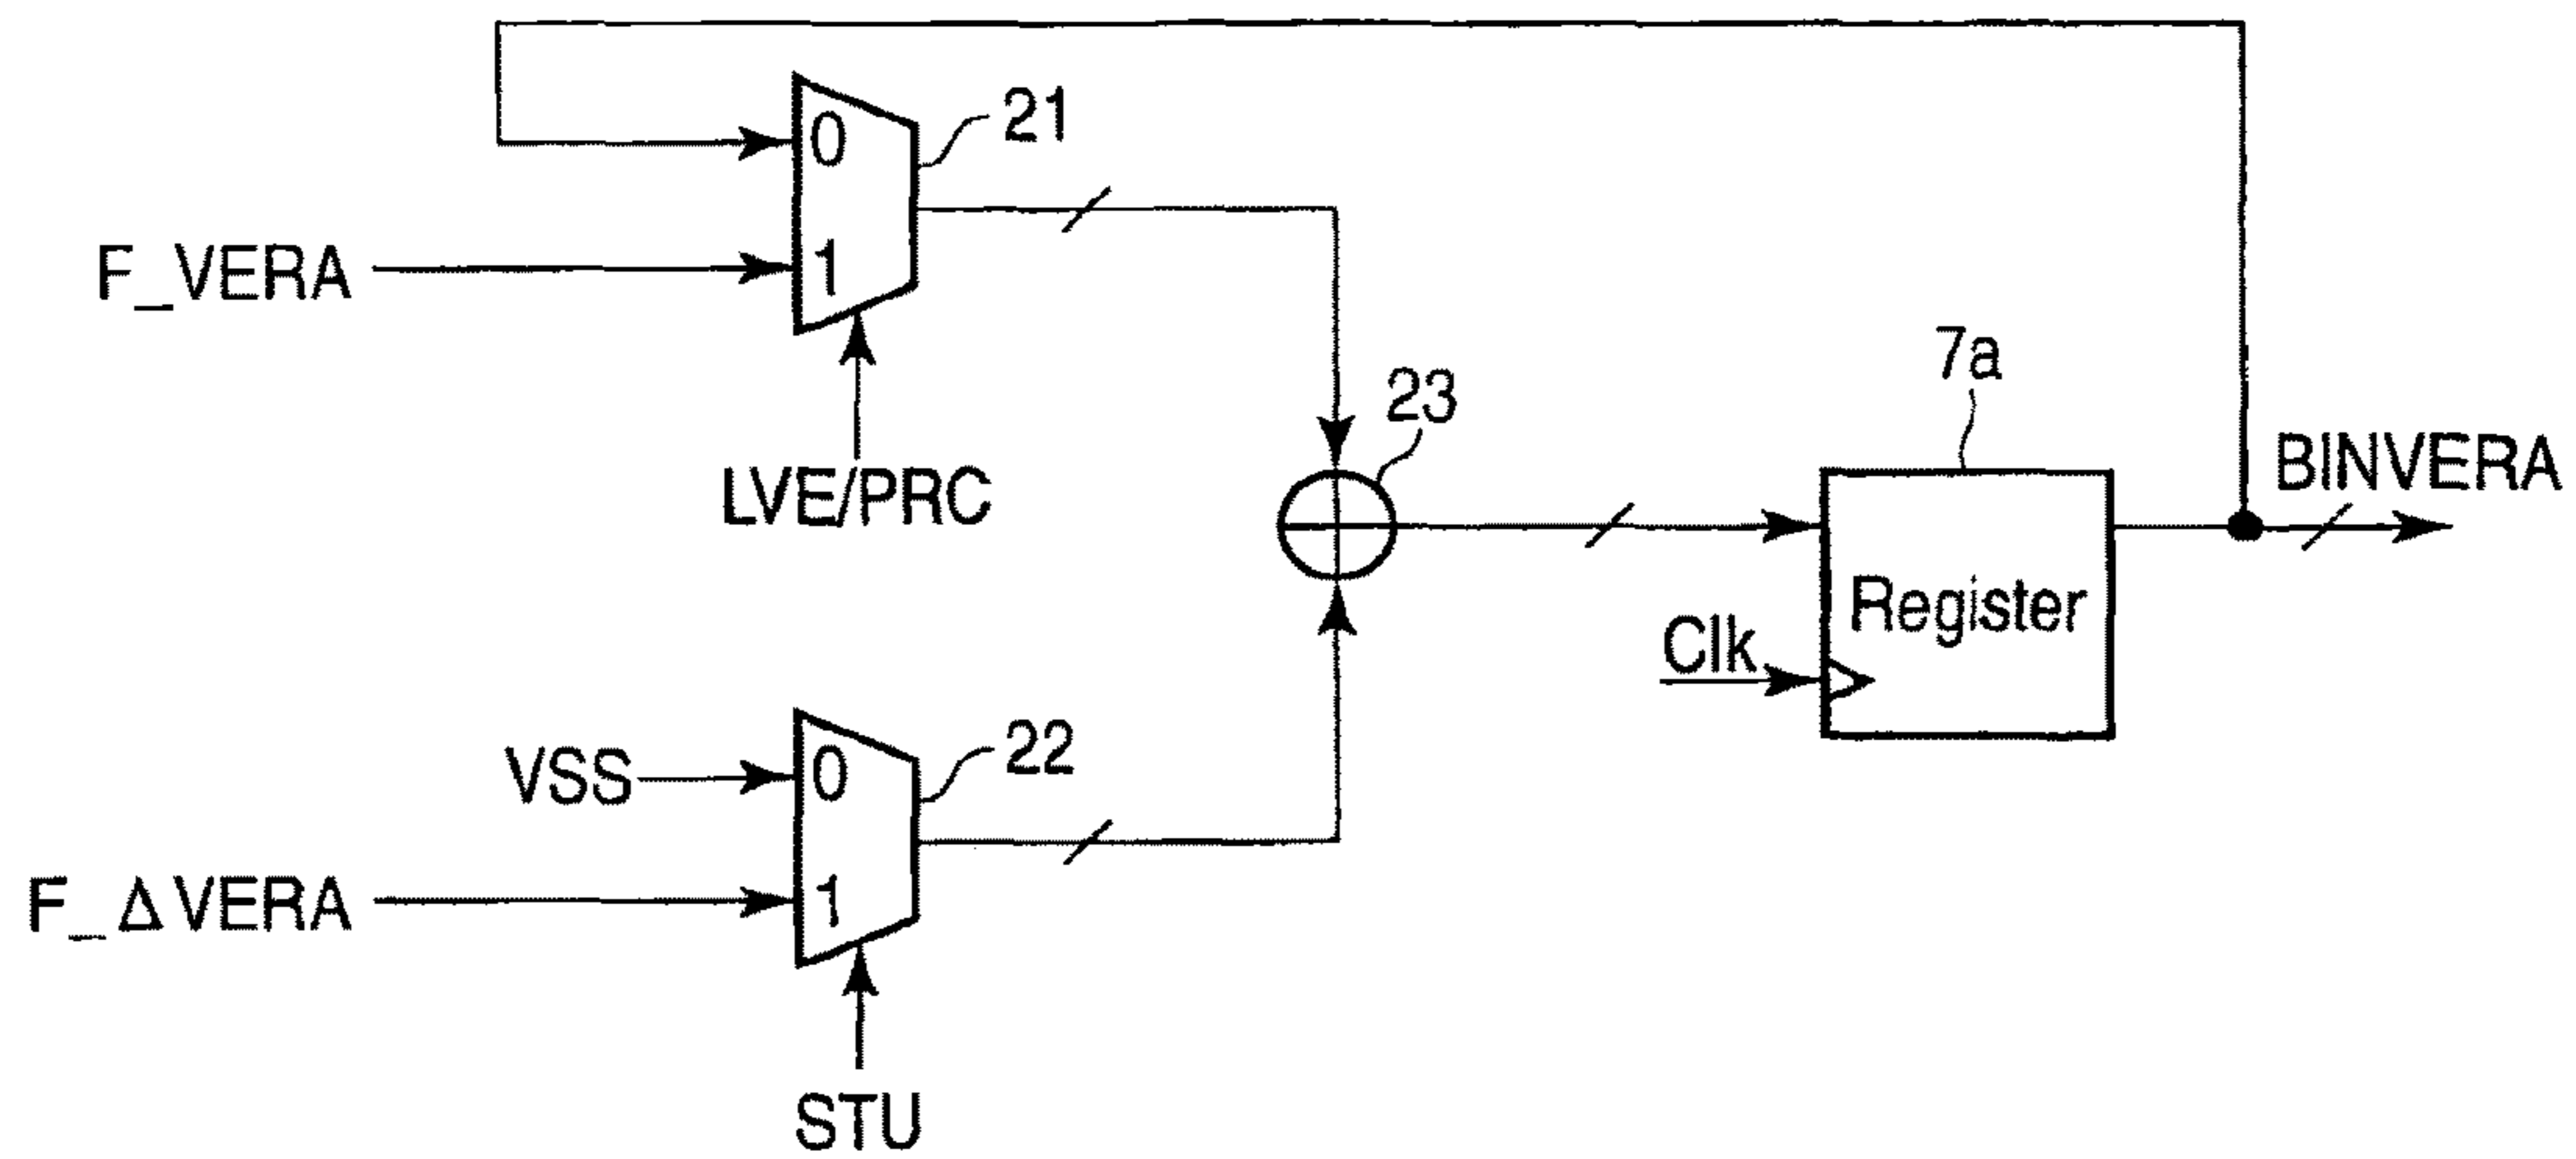 0
21
F_VERA
1
LVE/PRC
23
7a
BINVERA
Register
Clk
VSS
0
22
F_ΔVERA
1
STU